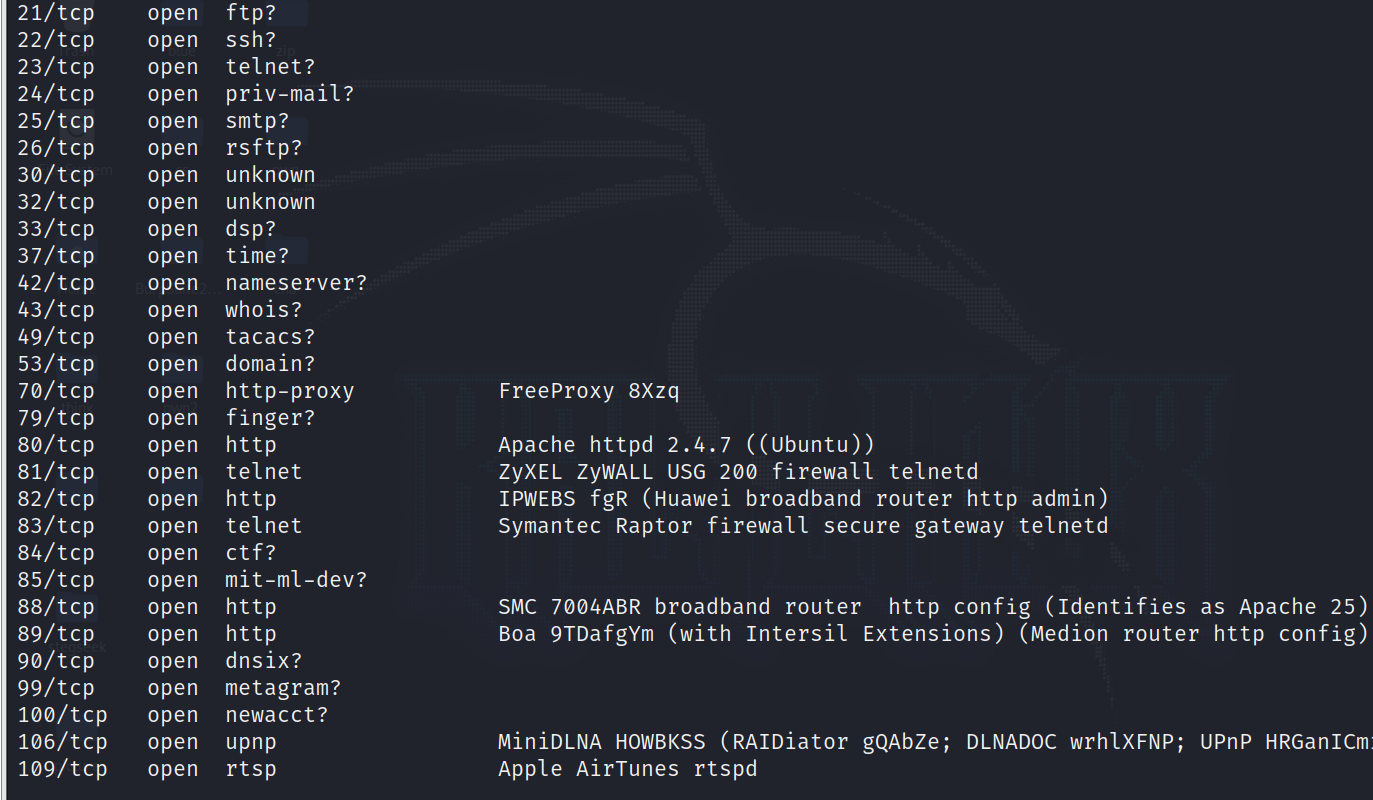 21/tcp open ftp?
22/tcp open ssh?
23/tcp open telnet?
24/tcp open priv-mail?
25/tcp open smtp?
26/tcp open rsftp?
30/tcp open unknown
32/tcp open unknown
33/tcp open dsp?
37/tcp open time?
42/tcp open nameserver?
43/tcp open whois?
49/tcp open tacacs?
53/tcp open domain?
70/tcp open http-proxy FreeProxy 8Xzq
79/tcp open finger?
80/tcp open http Apache httpd 2.4.7 ((Ubuntu))
81/tcp open telnet ZyXEL ZyWALL USG 200 firewall telnetd
82/tcp open http IPWEBS fgR (Huawei broadband router http admin)
83/tcp open telnet Symantec Raptor firewall secure gateway telnetd
84/tcp open ctf?
85/tcp open mit-ml-dev?
88/tcp open http SMC 7004ABR broadband router  http config (Identifies as Apache 25)
89/tcp open http Boa 9TDafgYm (with Intersil Extensions) (Medion router http config)
90/tcp open dnsix?
99/tcp open metagram?
100/tcp open newacct?
106/tcp open upnp MiniDLNA HOWBKSS (RAIDiator gQAbZe; DLNADOC wrhlXFNP; UPnP
109/tcp open rtsp Apple AirTunes rtspd